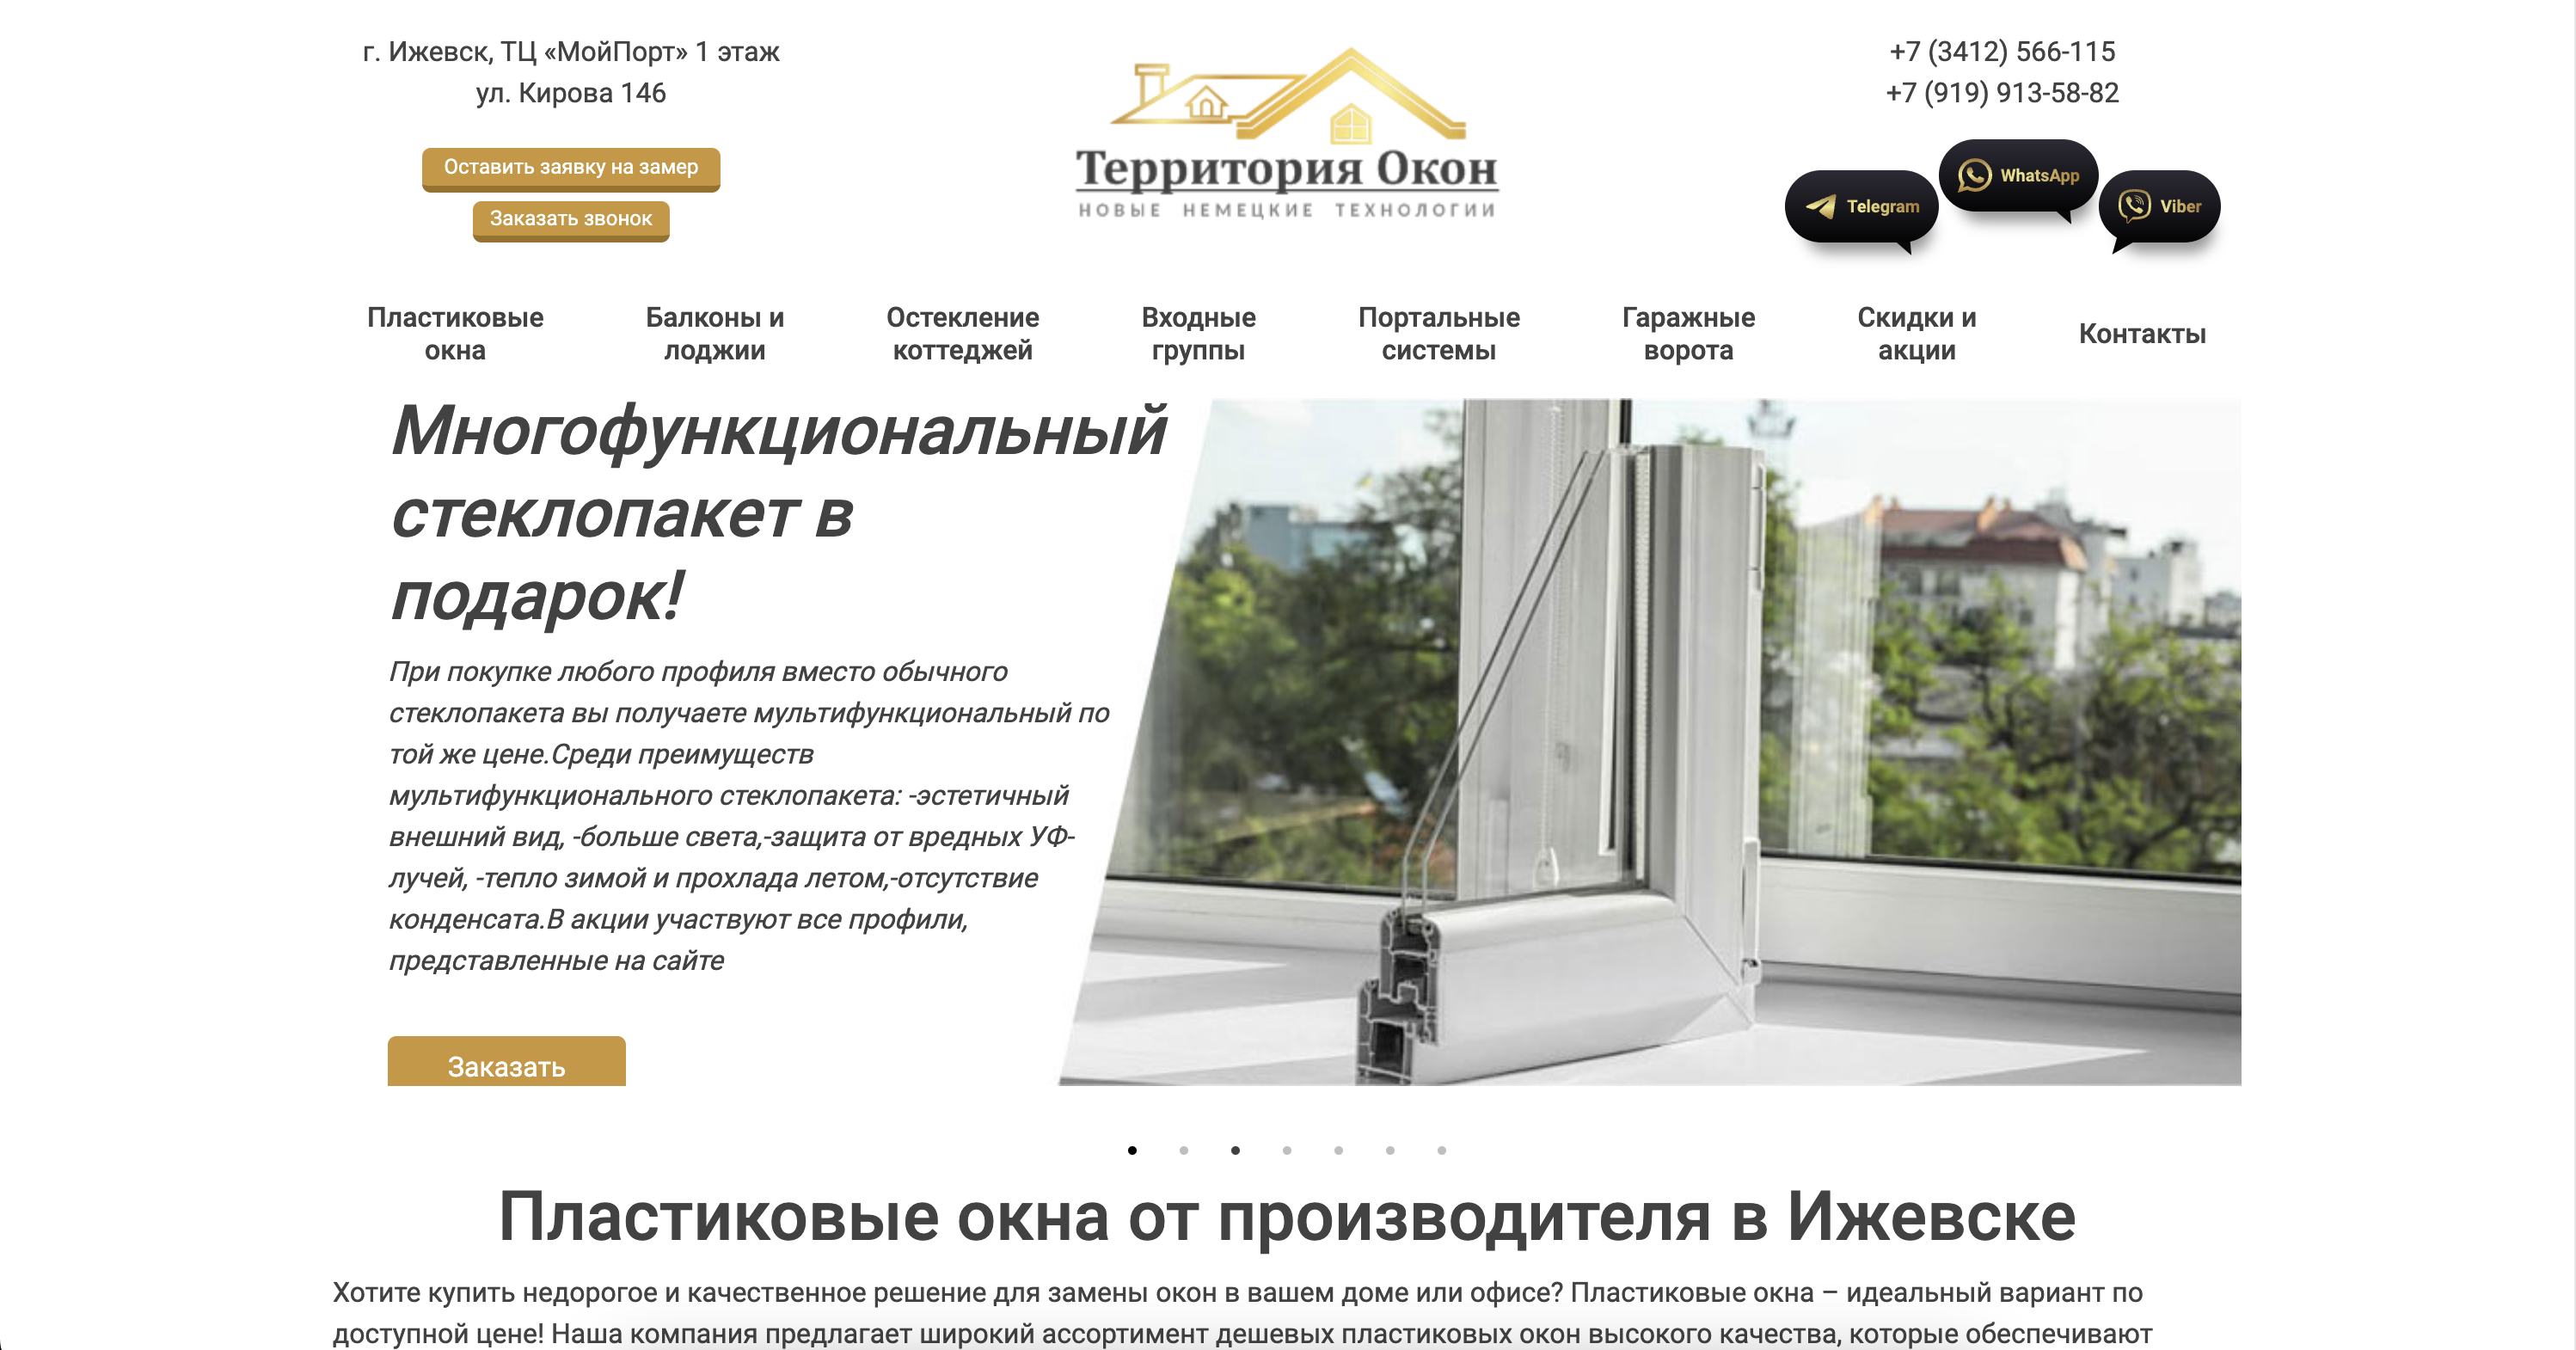 г. Ижевск, ТЦ «МойПорт» 1 этаж
ул. Кирова 146
Оставить заявку на замер
Заказать звонок
Территория Окон
НОВЫЕ НЕМЕЦКИЕ ТЕХНОЛОГИИ
+7 (3412) 566-115
+7 (919) 913-58-82
Telegram
WhatsApp
Viber
Пластиковые
окна
Балконы и
лоджии
Остекление
коттеджей
Входные
группы
Портальные
системы
Гаражные
ворота
Скидки и
акции
Контакты
Многофункциональный
стеклопакет в
подарок!
При покупке любого профиля вместо обычного
стеклопакета вы получаете мультифункциональный по
той же цене.Среди преимуществ
мультифункционального стеклопакета: -эстетичный
внешний вид, -больше света,-защита от вредных УФ-
лучей, -тепло зимой и прохлада летом,-отсутствие
конденсата.В акции участвуют все профили,
представленные на сайте
Заказать
Пластиковые окна от производителя в Ижевске
Хотите купить недорогое и качественное решение для замены окон в вашем доме или офисе? Пластиковые окна – идеальный вариант по
доступной цене! Наша компания предлагает широкий ассортимент дешевых пластиковых окон высокого качества, которые обеспечивают